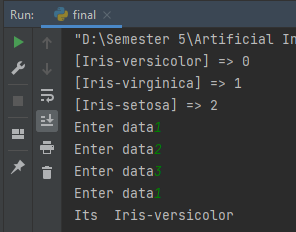 Run: final
"D:\Semester 5\Artificial In
[Iris-versicolor] => 0
[Iris-virginica] => 1
[Iris-setosa] => 2
Enter data1
Enter data2
Enter data3
Enter data1
Its  Iris-versicolor